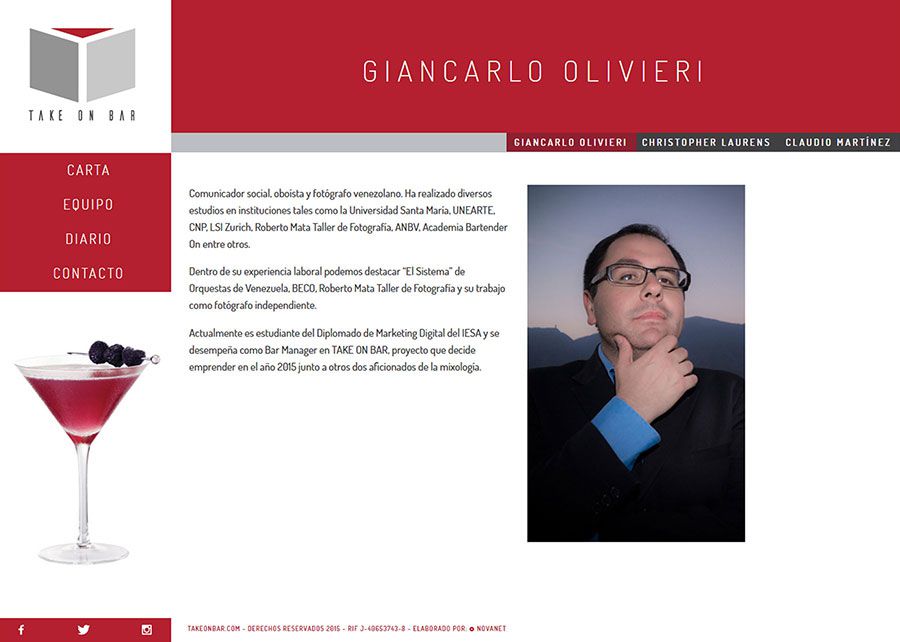 TAKE ON BAR
GIANCARLO OLIVIERI
GIANCARLO OLIVIERI CHRISTOPHER LAURENS CLAUDIO MARTÍNEZ
CARTA
EQUIPO
DIARIO
CONTACTO
Comunicador social, oboista y fotógrafo venezolano. Ha realizado diversos
estudios en instituciones tales como la Universidad Santa María, UNEARTE,
CNP, LSI Zurich, Roberto Mata Taller de Fotografía, ANBV, Academia Bartender
On entre otros.
Dentro de su experiencia laboral podemos destacar “El Sistema” de
Orquestas de Venezuela, BECO, Roberto Mata Taller de Fotografía y su trabajo
como fotógrafo independiente.
Actualmente es estudiante del Diplomado de Marketing Digital del IESA y se
desempeña como Bar Manager en TAKE ON BAR, proyecto que decide
emprender en el año 2015 junto a otros dos aficionados de la mixología.
TAKEONBAR.COM - DERECHOS RESERVADOS 2015 - RIF J-40653743-8 - ELABORADO POR: NOVANET